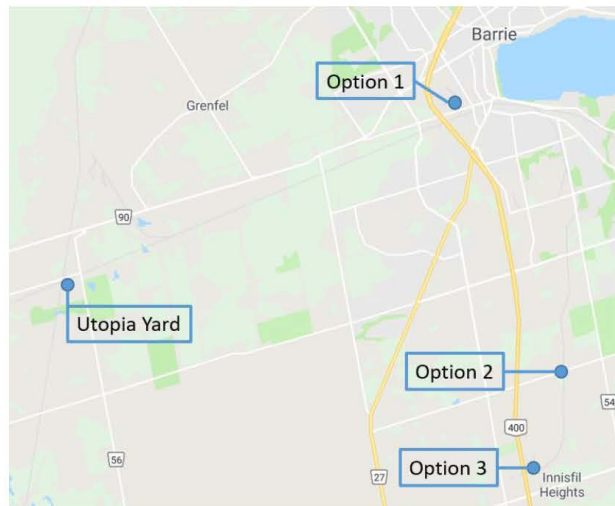 Barrie
Option 1
Grenfel
90
Utopia Yard
Option 2
54
400
56
27
Option 3
Innisfil
Heights